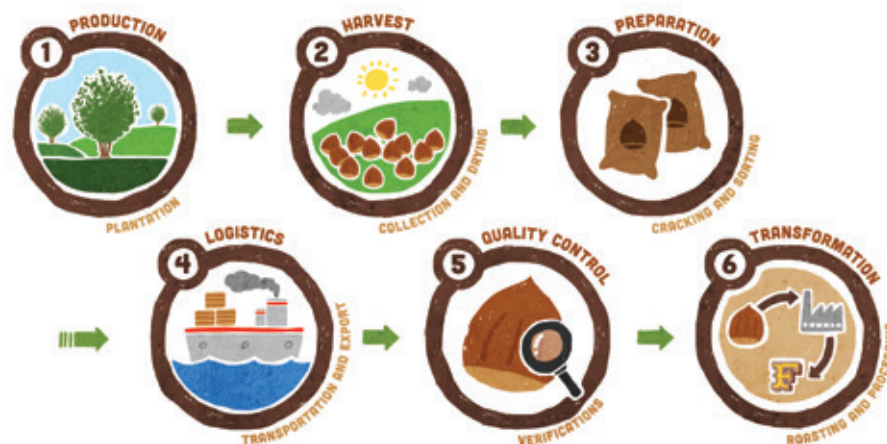 1
PRODUCTION
PLANTATION
2
HARVEST
COLLECTION AND DRYING
3
PREPARATION
CRACKING AND SORTING
4
LOGISTICS
TRANSPORTATION AND EXPORT
5
QUALITY CONTROL
VERIFICATIONS
6
TRANSFORMATION
F
ROASTING AND